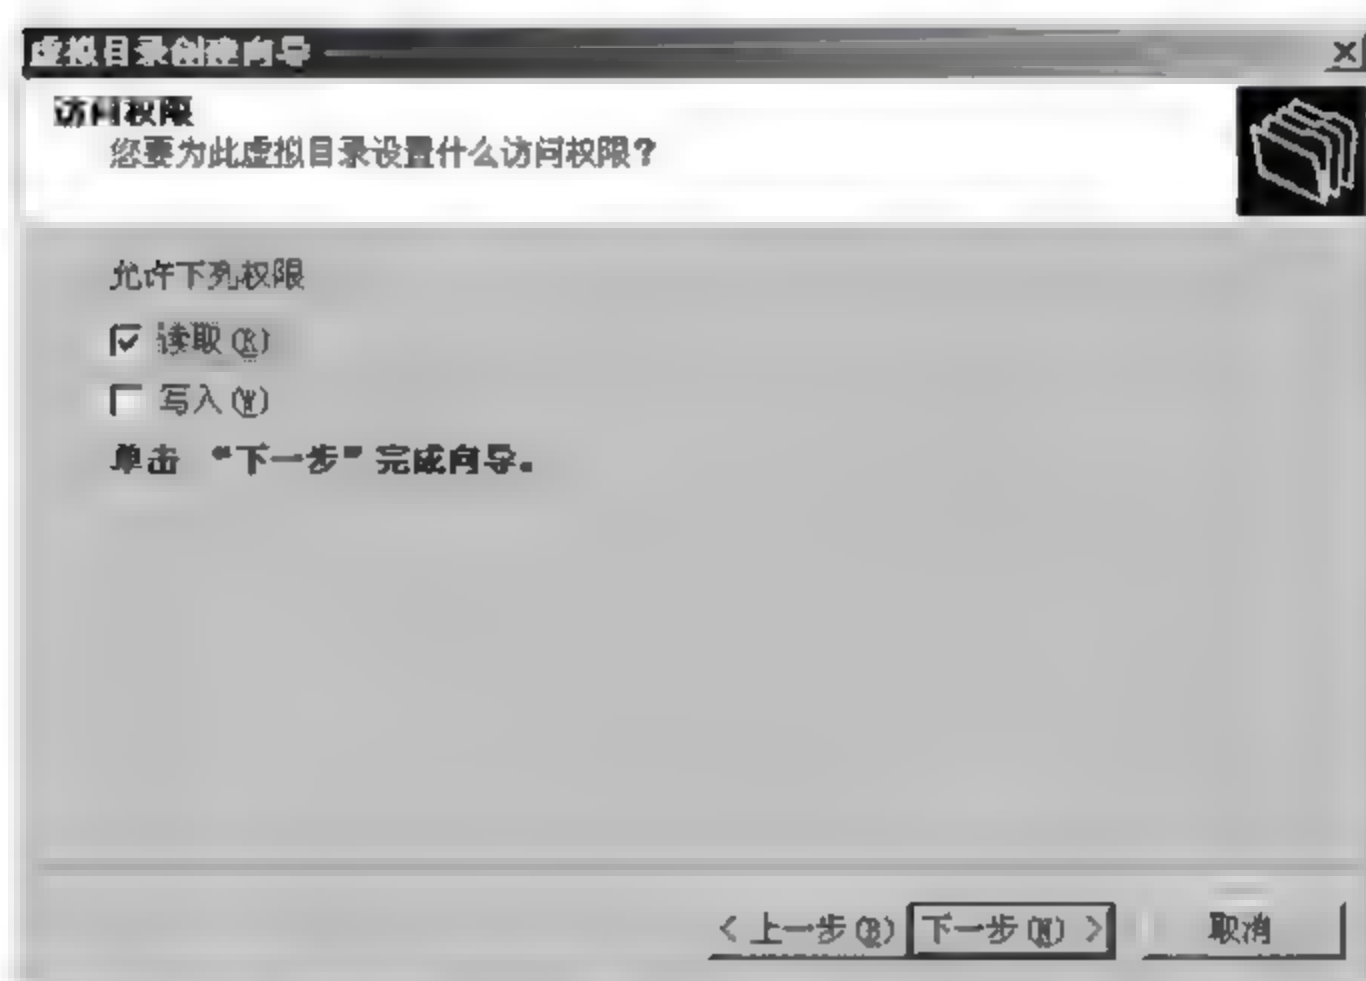 虚拟目录创建向导
访问权限
您要为此虚拟目录设置什么访问权限?
允许下列权限
读取(R)
写入(W)
单击 “下一步” 完成向导。
< 上一步(B) 下一步(N) > 取消